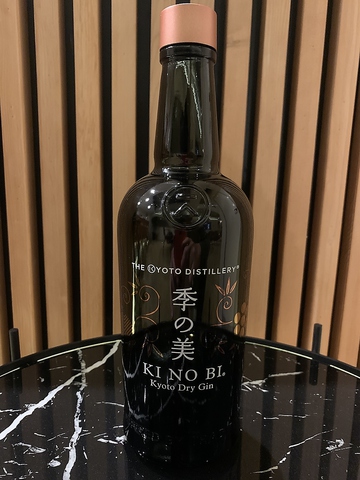 THE KYOTO DISTILLERY®
季の美
KI NO BI.
Kyoto Dry Gin